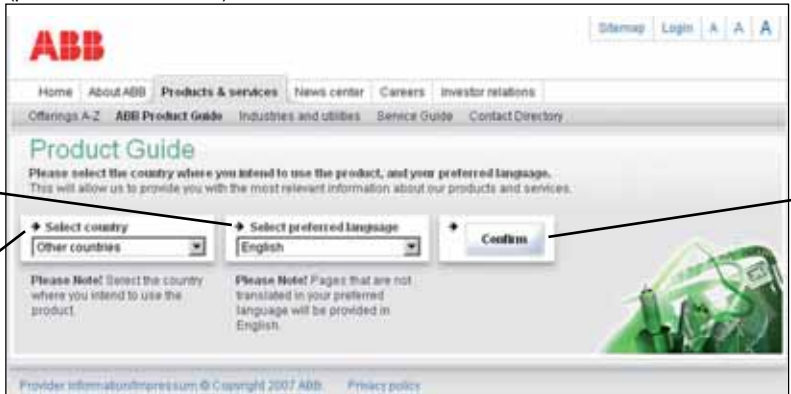 ABB
Sitemap Login A A A
Home About ABB Products & services News center Careers Investor relations
Offerings A-Z ABB Product Guide Industries and utilities Service Guide Contact Directory
Product Guide
Please select the country where you intend to use the product, and your preferred language.
This will allow us to provide you with the most relevant information about our products and services.
Select country
Other countries
Please Note! Select the country
where you intend to use the
product.
Select preferred language
English
Please Note! Pages that are not
translated in your preferred
language will be provided in
English.
Confirm
Provider information/Impressum © Copyright 2007 ABB. Privacy policy